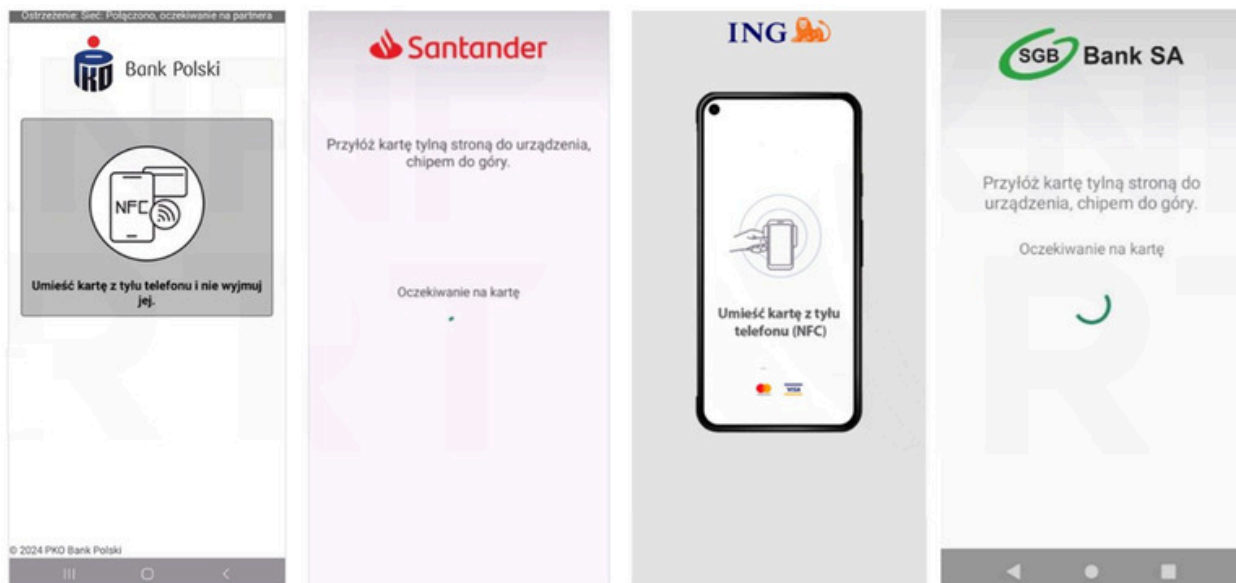 Ostrzeżenie: Sieć: Połączono, oczekiwanie na partnera
PKO
Bank Polski
NFC
Umieść kartę z tyłu telefonu i nie wyjmuj
jej.
© 2024 PKO Bank Polski
Santander
Przyłóż kartę tylną stroną do urządzenia,
chipem do góry.
Oczekiwanie na kartę
ING
Umieść kartę z tyłu
telefonu (NFC)
VISA
SGB Bank SA
Przyłóż kartę tylną stroną do
urządzenia, chipem do góry.
Oczekiwanie na kartę